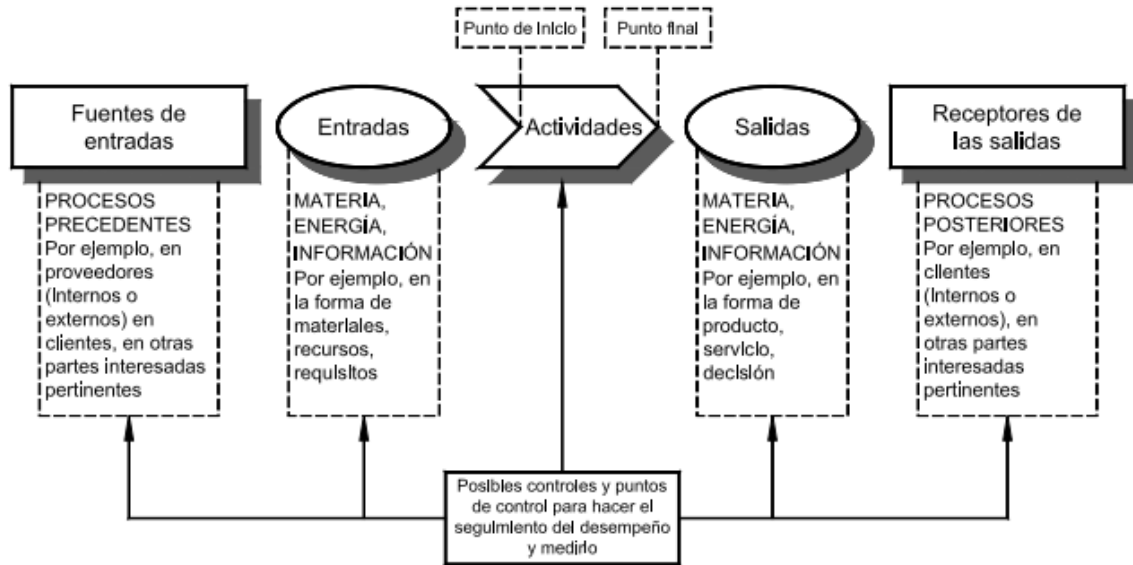 Punto de inicio
Punto final
Fuentes de
entradas
Entradas
Actividades
Salidas
Receptores de
las salidas
PROCESOS
PRECEDENTES
Por ejemplo, en
proveedores
(internos o
externos) en
clientes, en otras
partes interesadas
pertinentes
MATERIA,
ENERGÍA,
INFORMACIÓN
Por ejemplo, en
la forma de
materiales,
recursos,
requisitos
MATERIA,
ENERGÍA,
INFORMACIÓN
Por ejemplo, en
la forma de
producto,
servicio,
decisión
PROCESOS
POSTERIORES
Por ejemplo, en
clientes
(internos o
externos), en
otras partes
interesadas
pertinentes
Posibles controles y puntos
de control para hacer el
seguimiento del desempeño
y medirlo